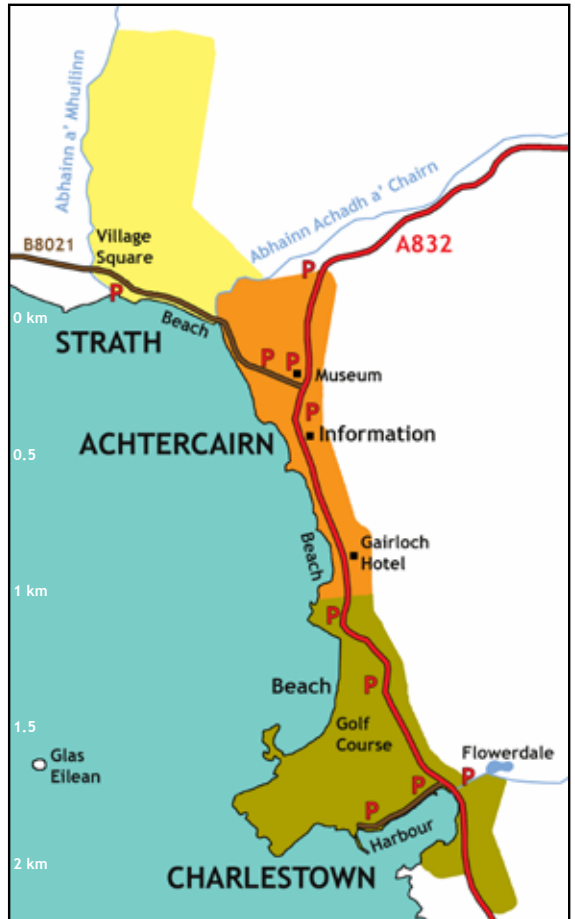 Abhainn a' Mhuilinn
Abhainn Achadh a' Chairn
A832
B8021
Village
Square
P
P
0 km
Beach
STRATH
P
P
Museum
P
Information
ACHTERCAIRN
0.5
Beach
Gairloch
Hotel
1 km
P
Beach
P
Golf
Course
1.5
Glas
Eilean
Flowerdale
P
P
P
Harbour
2 km
CHARLESTOWN